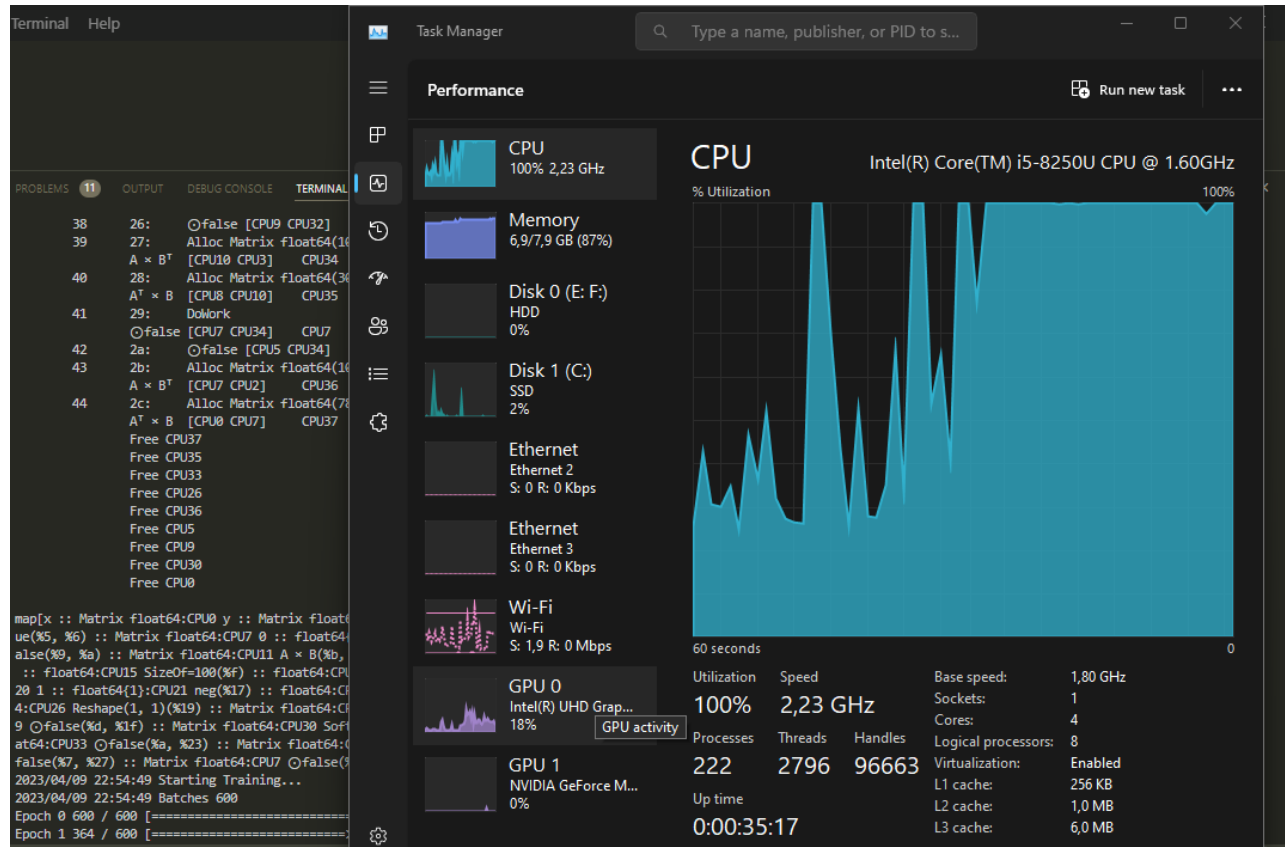 Terminal Help
PROBLEMS 11 OUTPUT DEBUG CONSOLE TERMINAL
38 26: ⊙false [CPU9 CPU32]
39 27: Alloc Matrix float64(10
A × Bᵀ [CPU10 CPU3] CPU34
40 28: Alloc Matrix float64(30
Aᵀ × B [CPU8 CPU10] CPU35
41 29: DoWork
⊙false [CPU7 CPU34] CPU7
42 2a: ⊙false [CPU5 CPU34]
43 2b: Alloc Matrix float64(10
A × Bᵀ [CPU7 CPU2] CPU36
44 2c: Alloc Matrix float64(78
Aᵀ × B [CPU0 CPU7] CPU37
Free CPU37
Free CPU35
Free CPU33
Free CPU26
Free CPU36
Free CPU5
Free CPU9
Free CPU30
Free CPU0
map[x :: Matrix float64:CPU0 y :: Matrix float6
ue(%5, %6) :: Matrix float64:CPU7 0 :: float64
alse(%9, %a) :: Matrix float64:CPU11 A × B(%b,
:: float64:CPU15 SizeOf=100(%f) :: float64:CPU
20 1 :: float64{1}:CPU21 neg(%17) :: float64:CP
4:CPU26 Reshape(1, 1)(%19) :: Matrix float64:CP
9 ⊙false(%d, %1f) :: Matrix float64:CPU30 Soft
at64:CPU33 ⊙false(%a, %23) :: Matrix float64:C
false(%7, %27) :: Matrix float64:CPU7 ⊙false(%
2023/04/09 22:54:49 Starting Training...
2023/04/09 22:54:49 Batches 600
Epoch 0 600 / 600 [===========================
Epoch 1 364 / 600 [===========================>
Task Manager
Type a name, publisher, or PID to s...
Performance
Run new task
CPU
100% 2,23 GHz
Memory
6,9/7,9 GB (87%)
Disk 0 (E: F:)
HDD
0%
Disk 1 (C:)
SSD
2%
Ethernet
Ethernet 2
S: 0 R: 0 Kbps
Ethernet
Ethernet 3
S: 0 R: 0 Kbps
Wi-Fi
Wi-Fi
S: 1,9 R: 0 Mbps
GPU 0
Intel(R) UHD Grap...
18%
GPU activity
GPU 1
NVIDIA GeForce M...
0%
CPU Intel(R) Core(TM) i5-8250U CPU @ 1.60GHz
% Utilization 100%
60 seconds 0
Utilization Speed
100% 2,23 GHz
Processes Threads Handles
222 2796 96663
Up time
0:00:35:17
Base speed: 1,80 GHz
Sockets: 1
Cores: 4
Logical processors: 8
Virtualization: Enabled
L1 cache: 256 KB
L2 cache: 1,0 MB
L3 cache: 6,0 MB